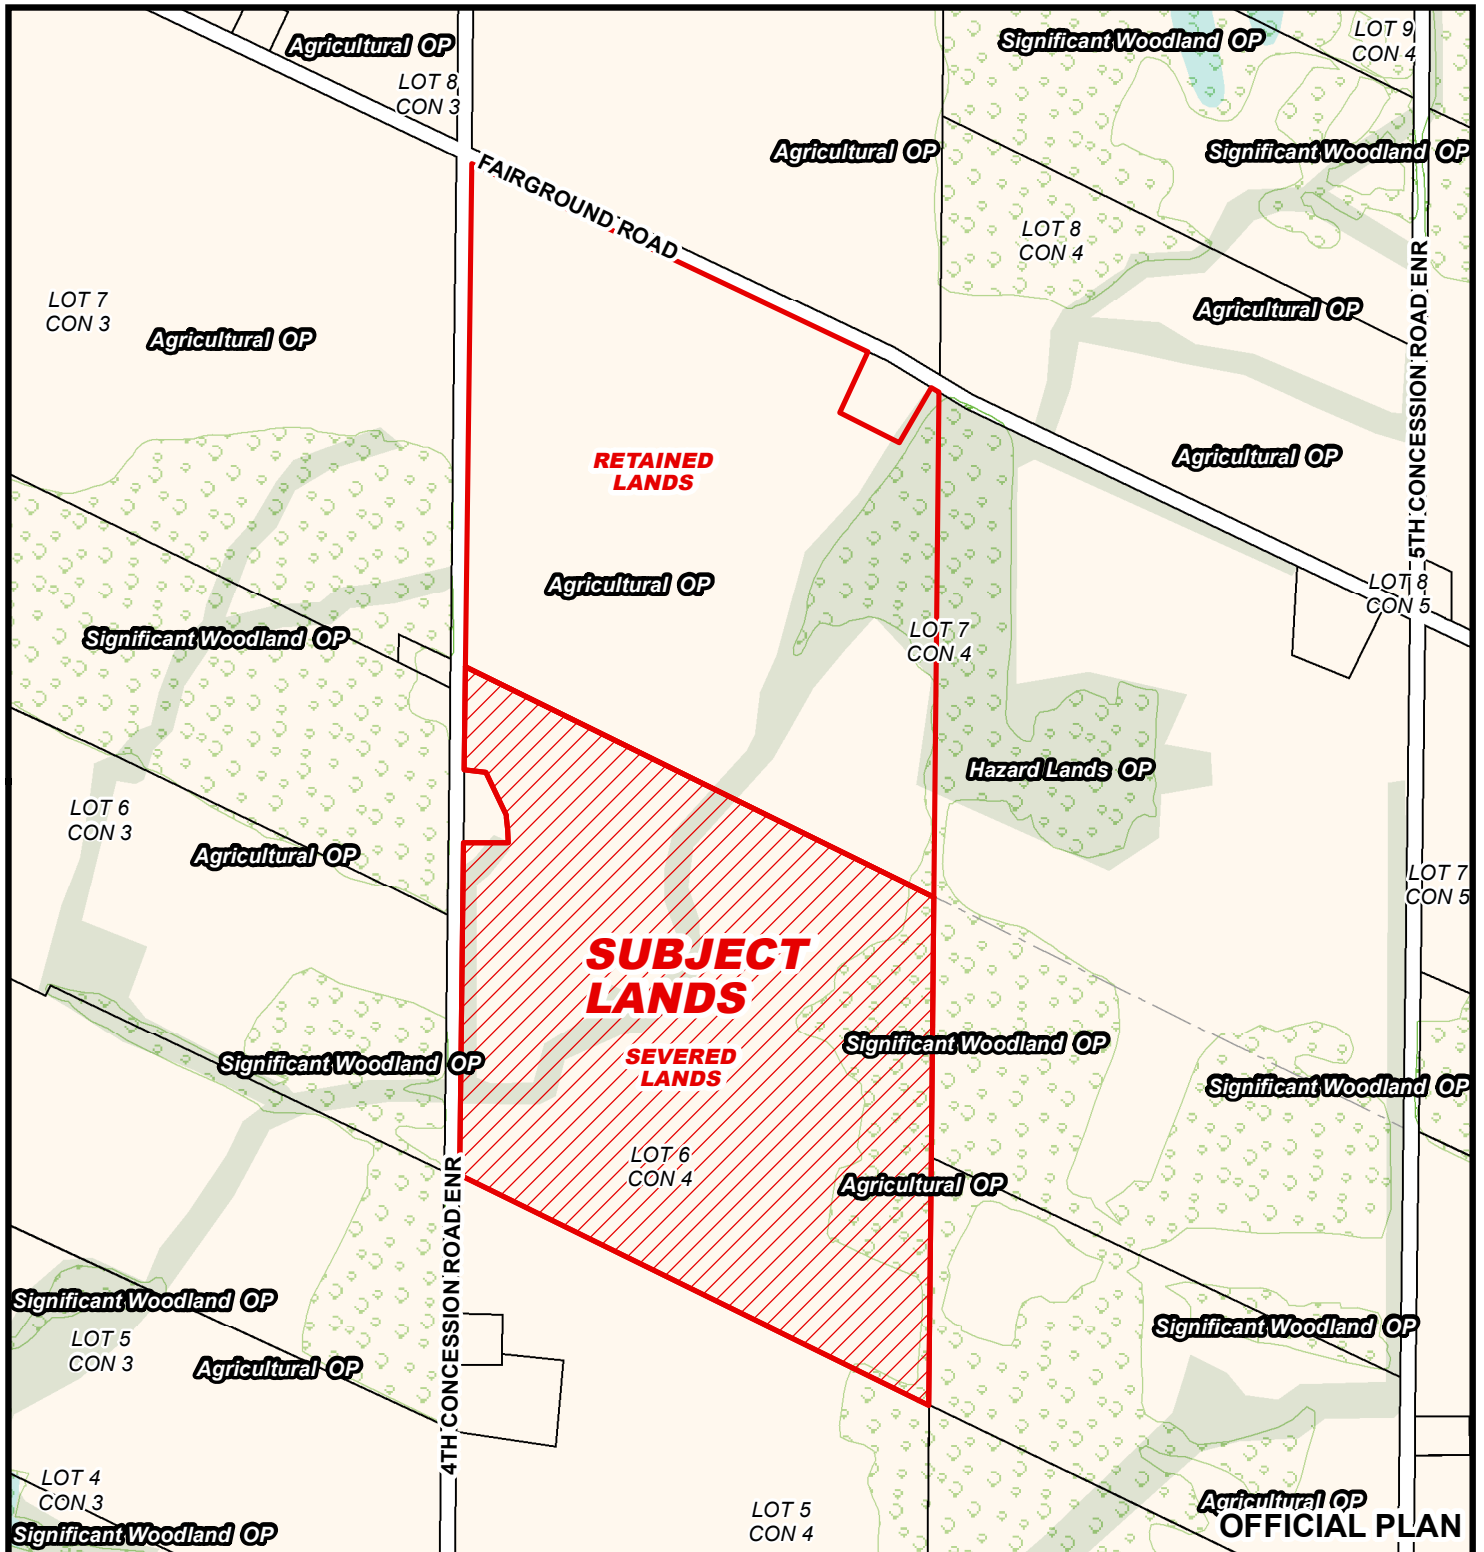 Agricultural OP
LOT 8
CON 3
Significant Woodland OP
LOT 9
CON 4
Agricultural OP
Significant Woodland OP
FAIRGROUND ROAD
LOT 8
CON 4
LOT 7
CON 3
Agricultural OP
Agricultural OP
5TH CONCESSION ROAD ENR
RETAINED
LANDS
Agricultural OP
Agricultural OP
LOT 8
CON 5
Significant Woodland OP
LOT 7
CON 4
Hazard Lands OP
LOT 6
CON 3
Agricultural OP
LOT 7
CON 5
SUBJECT
LANDS
Significant Woodland OP
SEVERED
LANDS
Significant Woodland OP
Significant Woodland OP
LOT 6
CON 4
Agricultural OP
4TH CONCESSION ROAD ENR
Significant Woodland OP
LOT 5
CON 3
Agricultural OP
Significant Woodland OP
LOT 4
CON 3
Significant Woodland OP
LOT 5
CON 4
Agricultural OP
OFFICIAL PLAN